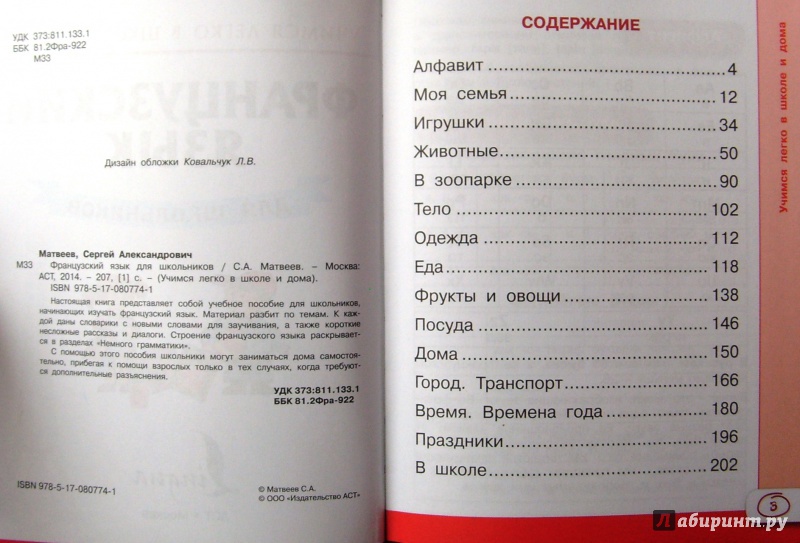 УДК 373:811.133.1
ББК 81.2Фра-922
М33
Дизайн обложки Ковальчук Л.В.
Матвеев, Сергей Александрович
М33 Французский язык для школьников / С.А. Матвеев. – Москва:
АСТ, 2014. – 207, [1] с. – (Учимся легко в школе и дома).
ISBN 978-5-17-080774-1
Настоящая книга представляет собой учебное пособие для школьников,
начинающих изучать французский язык. Материал разбит по темам. К каж-
дой даны словарики с новыми словами для заучивания, а также короткие
несложные рассказы и диалоги. Строение французского языка раскрывает-
ся в разделах «Немного грамматики».
С помощью этого пособия школьники могут заниматься дома самостоя-
тельно, прибегая к помощи взрослых только в тех случаях, когда требуют-
ся дополнительные разъяснения.
УДК 373:811.133.1
ББК 81.2Фра-922
ISBN 978-5-17-080774-1
© Матвеев С.А.
© ООО «Издательство АСТ»
СОДЕРЖАНИЕ
Алфавит 4
Моя семья 12
Игрушки 34
Животные 50
В зоопарке 90
Тело 102
Одежда 112
Еда 118
Фрукты и овощи 138
Посуда 146
Дома 150
Город. Транспорт 166
Время. Времена года 180
Праздники 196
В школе 202
Учимся легко в школе и дома
3
Лабиринт.ру